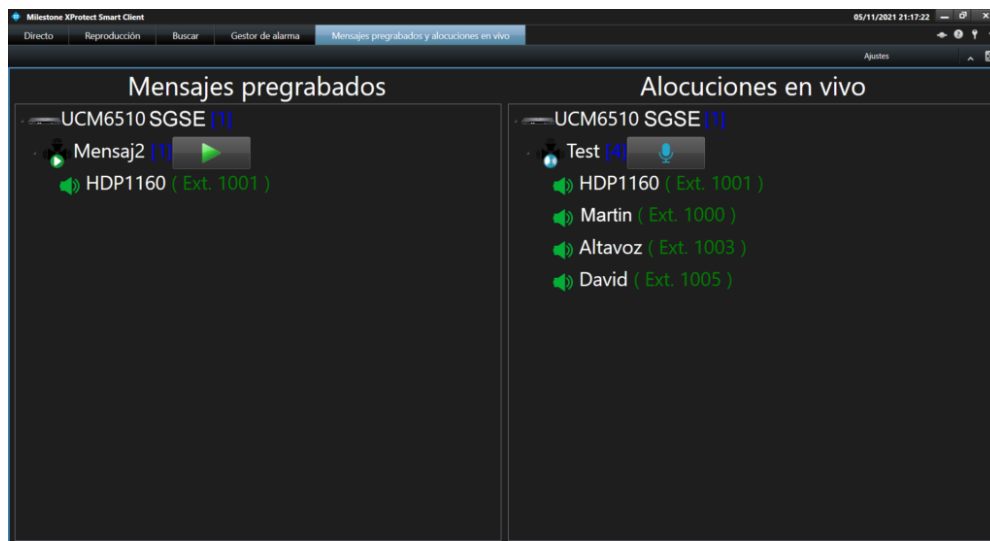 Milestone XProtect Smart Client 05/11/2021 21:17:22
Directo Reproducción Buscar Gestor de alarma Mensajes pregrabados y alocuciones en vivo
Ajustes
Mensajes pregrabados
UCM6510 SGSE [1]
Mensaj2 [1]
HDP1160 ( Ext. 1001 )
Alocuciones en vivo
UCM6510 SGSE [1]
Test [4]
HDP1160 ( Ext. 1001 )
Martin ( Ext. 1000 )
Altavoz ( Ext. 1003 )
David ( Ext. 1005 )